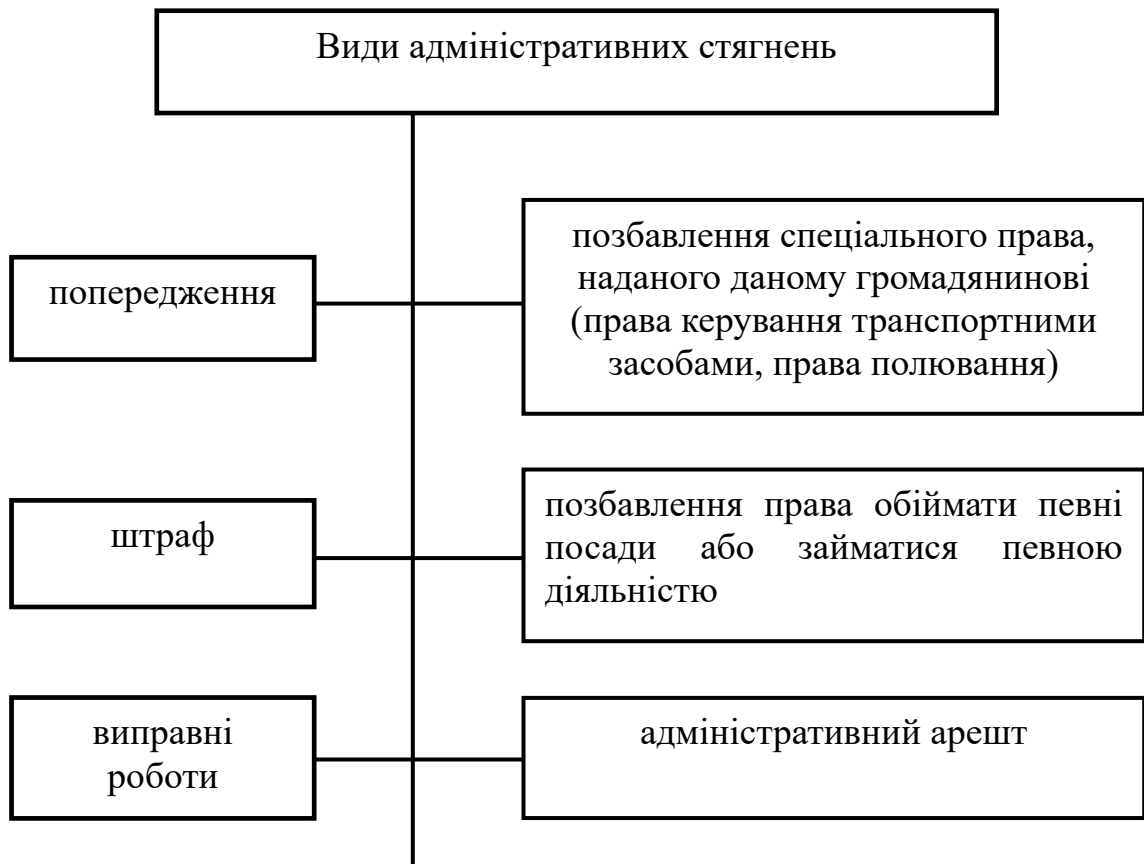 Види адміністративних стягнень
попередження
позбавлення спеціального права,
наданого даному громадянинові
(права керування транспортними
засобами, права полювання)
штраф
позбавлення права обіймати певні
посади або займатися певною
діяльністю
виправні
роботи
адміністративний арешт